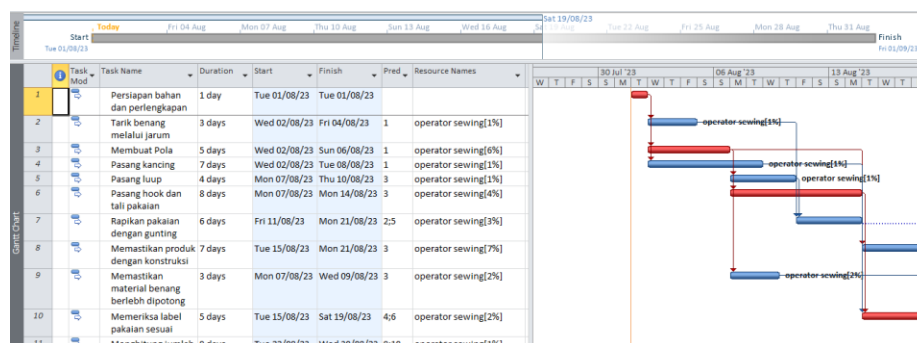 Sat 19/08/23
Today Fri 04 Aug Mon 07 Aug Thu 10 Aug Sun 13 Aug Wed 16 Aug Sat 19 Aug Tue 22 Aug Fri 25 Aug Mon 28 Aug Thu 31 Aug
Start Finish
Tue 01/08/23 Fri 01/09/23
Timeline
Task Mod Task Name Duration Start Finish Pred Resource Names
30 Jul '23 06 Aug '23 13 Aug '23
W T F S S M T W T F S S M T W T F S S M T W T
1 Persiapan bahan dan perlengkapan 1 day Tue 01/08/23 Tue 01/08/23
2 Tarik benang melalui jarum 3 days Wed 02/08/23 Fri 04/08/23 1 operator sewing[1%] operator sewing[1%]
3 Membuat Pola 5 days Wed 02/08/23 Sun 06/08/23 1 operator sewing[6%]
4 Pasang kancing 7 days Wed 02/08/23 Tue 08/08/23 1 operator sewing[1%] operator sewing[1%]
5 Pasang luup 4 days Mon 07/08/23 Thu 10/08/23 3 operator sewing[1%] operator sewing[1%]
6 Pasang hook dan tali pakaian 8 days Mon 07/08/23 Mon 14/08/23 3 operator sewing[4%]
7 Rapikan pakaian dengan gunting 6 days Fri 11/08/23 Mon 21/08/23 2;5 operator sewing[3%]
8 Memastikan produk dengan konstruksi 7 days Tue 15/08/23 Mon 21/08/23 3 operator sewing[7%]
9 Memastikan material benang berlebh dipotong 3 days Mon 07/08/23 Wed 09/08/23 3 operator sewing[2%] operator sewing[2%
10 Memeriksa label pakaian sesuai 5 days Tue 15/08/23 Sat 19/08/23 4;6 operator sewing[2%]
Gantt Chart